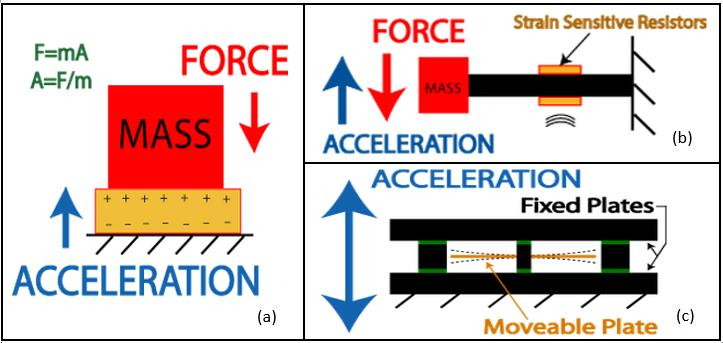 F=mA
A=F/m
FORCE
MASS
+ + + + + + +
- - - - - -
ACCELERATION
(a)
Strain Sensitive Resistors
FORCE
MASS
ACCELERATION
(b)
ACCELERATION
Fixed Plates
Moveable Plate
(c)